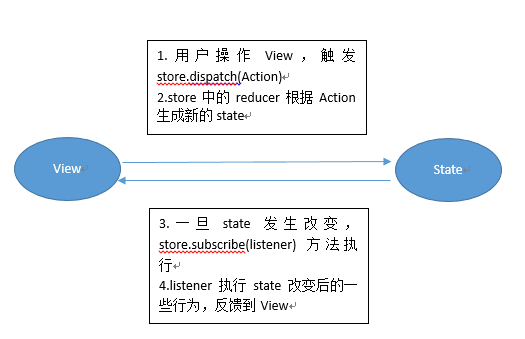 1.用户操作 View，触发
store.dispatch(Action)
2.store 中的 reducer 根据 Action
生成新的 state
View
State
3.一旦 state 发生改变，
store.subscribe(listener) 方法执
行
4.listener 执行 state 改变后的一
些行为，反馈到 View